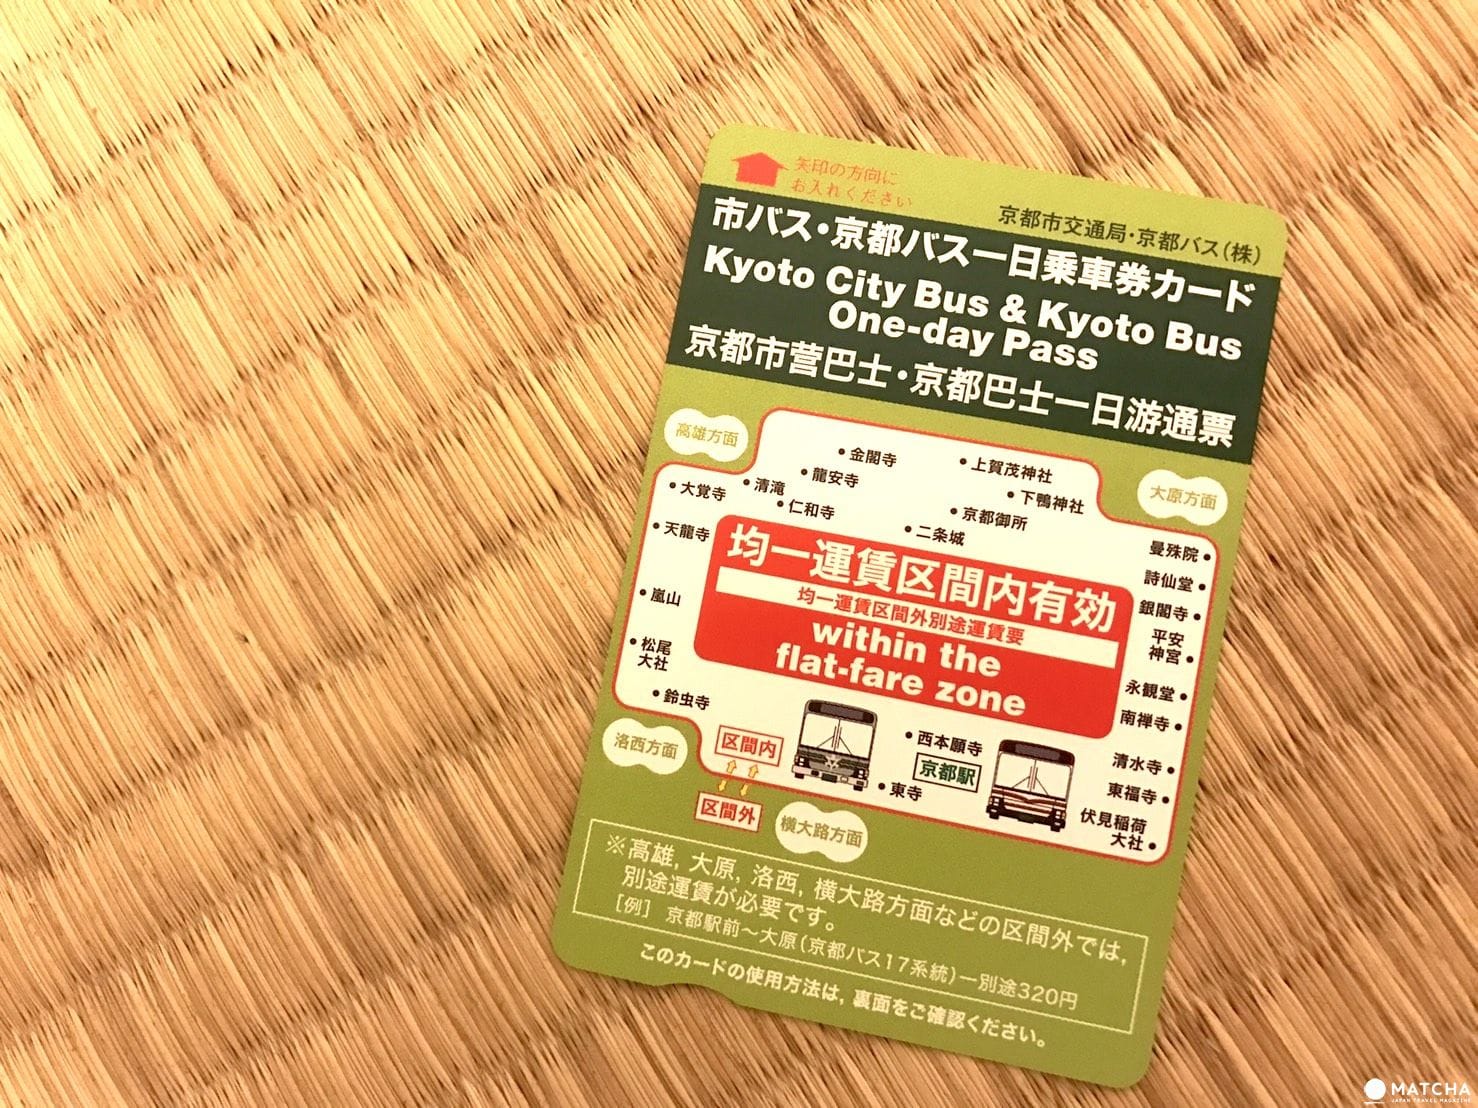 矢印の方向に
お入れください
京都市交通局・京都バス(株)
市バス・京都バス一日乗車券カード
Kyoto City Bus & Kyoto Bus
One-day Pass
京都市营巴士・京都巴士一日游通票
高雄方面
大原方面
金閣寺
上賀茂神社
龍安寺
下鴨神社
大覚寺
清滝
仁和寺
京都御所
二条城
天龍寺
曼殊院
詩仙堂
銀閣寺
平安
神宮
嵐山
松尾
大社
鈴虫寺
永観堂
南禅寺
清水寺
東福寺
伏見稲荷
大社
均一運賃区間内有効
均一運賃区間外別途運賃要
within the
flat-fare zone
洛西方面
区間内
区間外
西本願寺
京都駅
東寺
横大路方面
※高雄, 大原, 洛西, 横大路方面などの区間外では,
別途運賃が必要です。
[例] 京都駅前～大原(京都バス17系統)―別途320円
このカードの使用方法は, 裏面をご確認ください。
MATCHA
JAPAN TRAVEL MAGAZINE